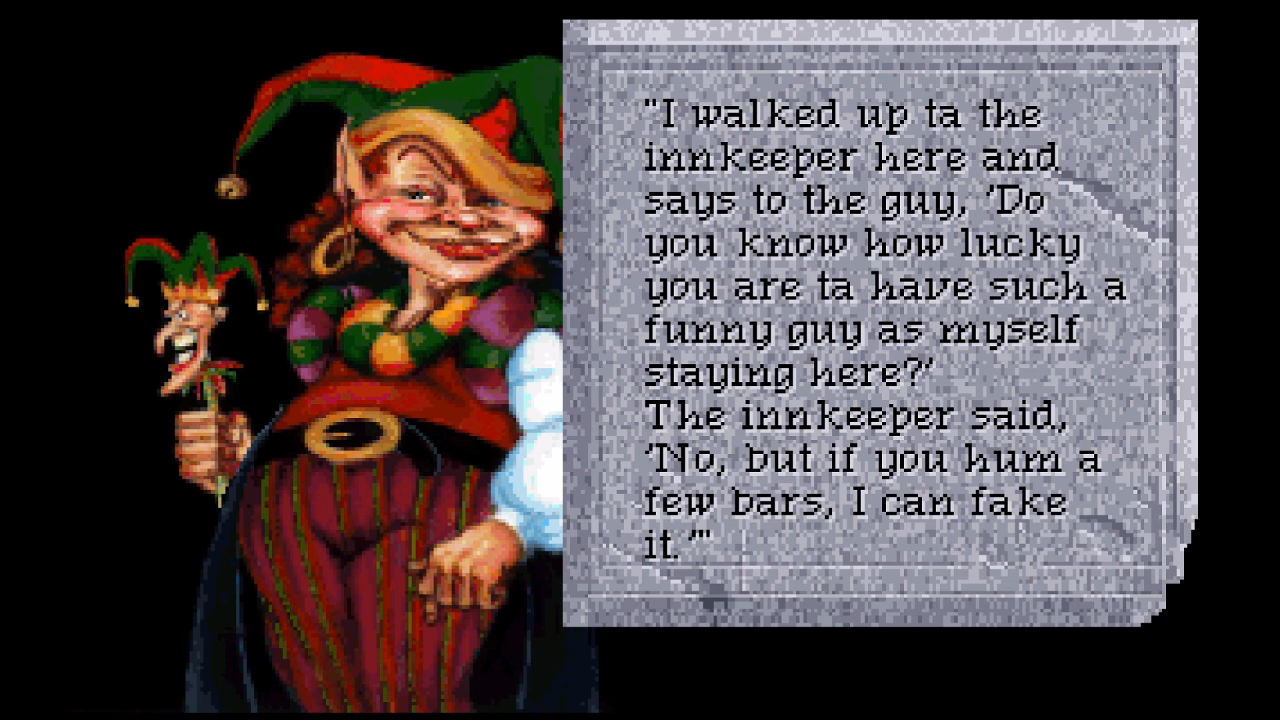 "I walked up ta the
innkeeper here and
says to the guy, 'Do
you know how lucky
you are ta have such a
funny guy as myself
staying here?'
The innkeeper said,
'No, but if you hum a
few bars, I can fake
it.'"